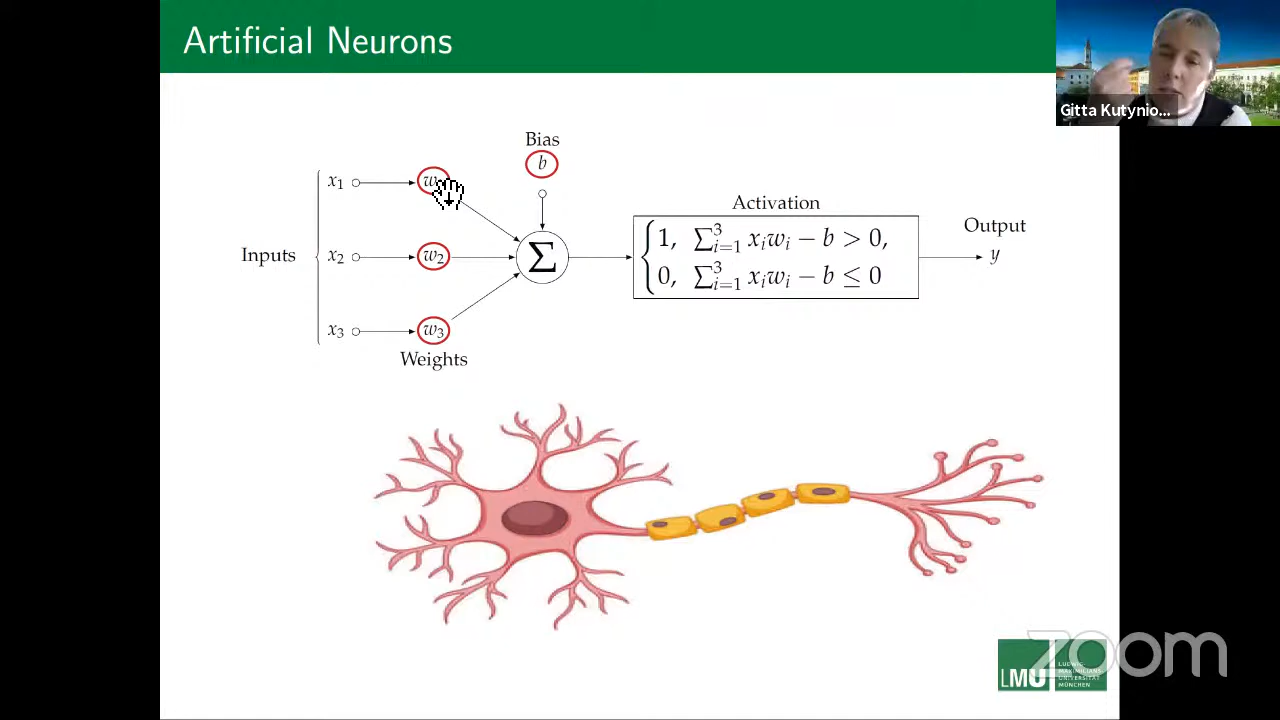 Artificial Neurons
Gitta Kutynio...
Bias
b
x₁ w
Activation
{ 1, ∑³ᵢ₌₁ xᵢwᵢ − b > 0,
0, ∑³ᵢ₌₁ xᵢwᵢ − b ≤ 0
Output
y
Inputs
x₂ w₂
Σ
x₃ w₃
Weights
LMU
LUDWIG-
MAXIMILIANS-
UNIVERSITÄT
MÜNCHEN
zoom